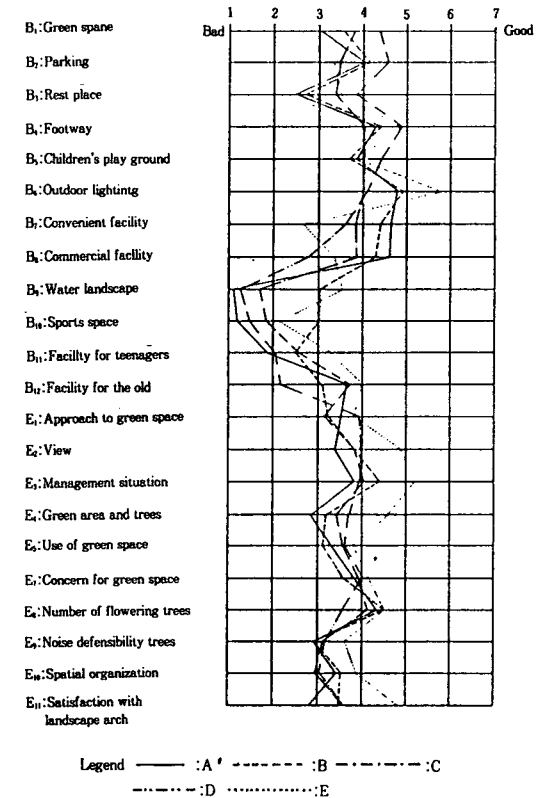 1 2 3 4 5 6 7
Bad Good
B₁:Green spane
B₂:Parking
B₃:Rest place
B₄:Footway
B₅:Children's play ground
B₆:Outdoor lightintg
B₇:Convenient facility
B₈:Commercial facility
B₉:Water landscape
B₁₀:Sports space
B₁₁:Facility for teenagers
B₁₂:Facility for the old
E₁:Approach to green space
E₂:View
E₃:Management situation
E₄:Green area and trees
E₆:Use of green space
E₇:Concern for green space
E₈:Number of flowering trees
E₉:Noise defensibility trees
E₁₀:Spatial organization
E₁₁:Satisfaction with
landscape arch
Legend :A :B :C
:D :E